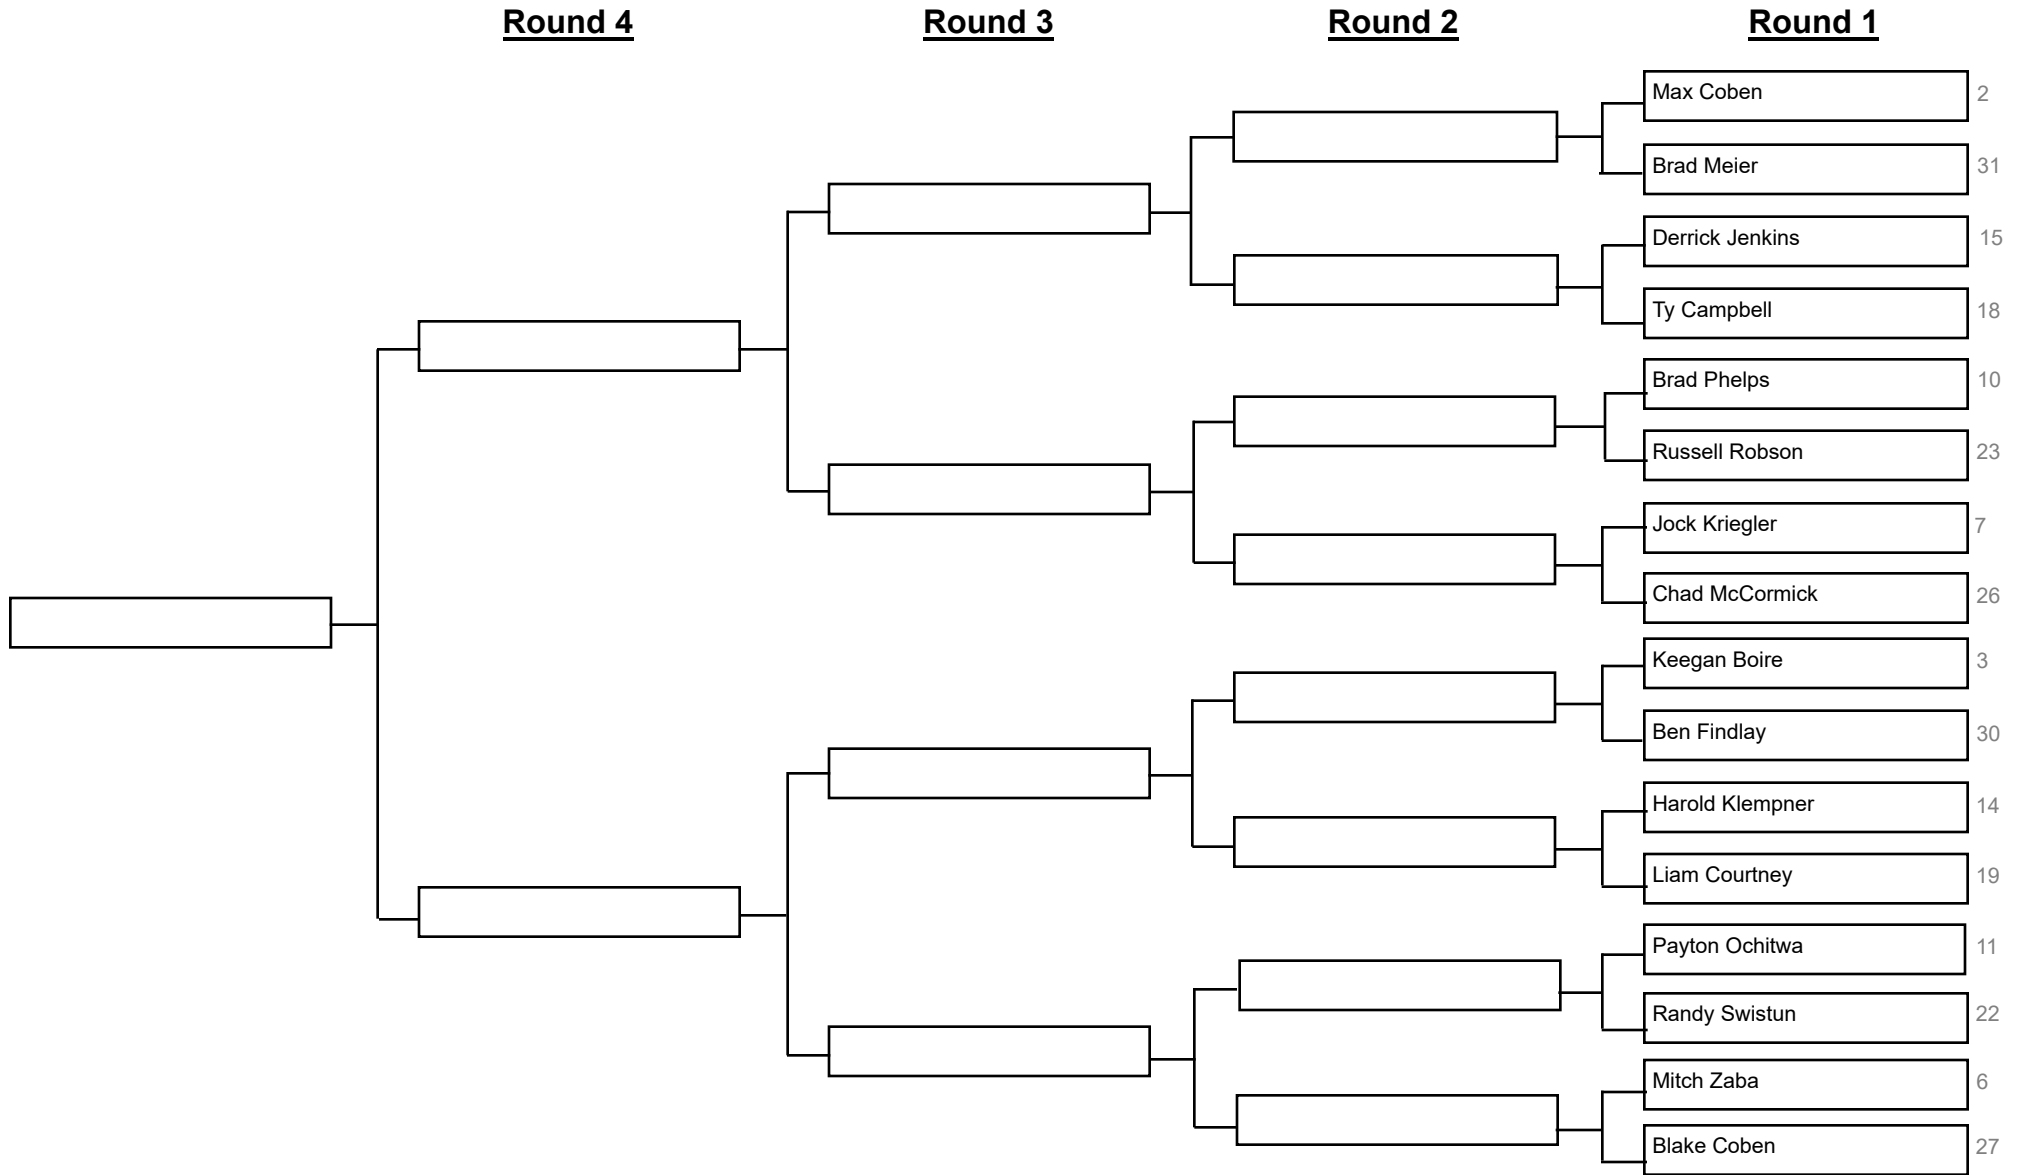 Round 4 Round 3 Round 2 Round 1
Max Coben 2
Brad Meier 31
Derrick Jenkins 15
Ty Campbell 18
Brad Phelps 10
Russell Robson 23
Jock Kriegler 7
Chad McCormick 26
Keegan Boire 3
Ben Findlay 30
Harold Klempner 14
Liam Courtney 19
Payton Ochitwa 11
Randy Swistun 22
Mitch Zaba 6
Blake Coben 27